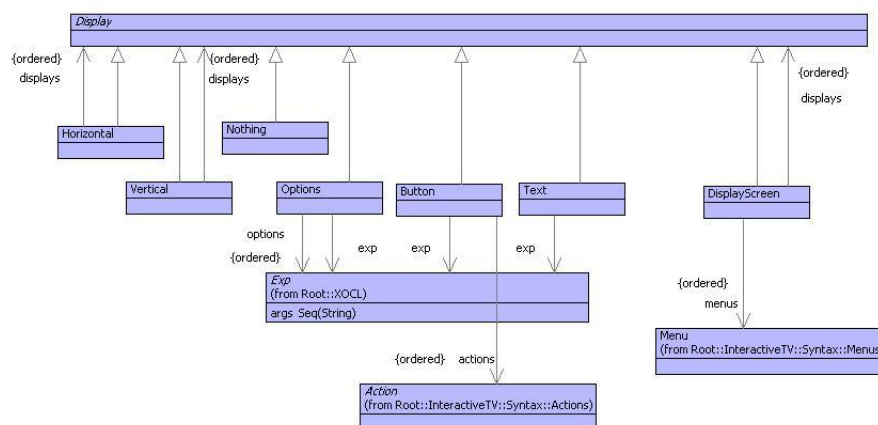 Display
{ordered}
displays
{ordered}
displays
{ordered}
displays
Horizontal
Nothing
Vertical
Options
Button
Text
DisplayScreen
options
{ordered}
exp
exp
exp
Exp
(from Root::XOCL)
args Seq(String)
{ordered}
menus
Menu
(from Root::InteractiveTV::Syntax::Menus
{ordered} actions
Action
(from Root::InteractiveTV::Syntax::Actions)